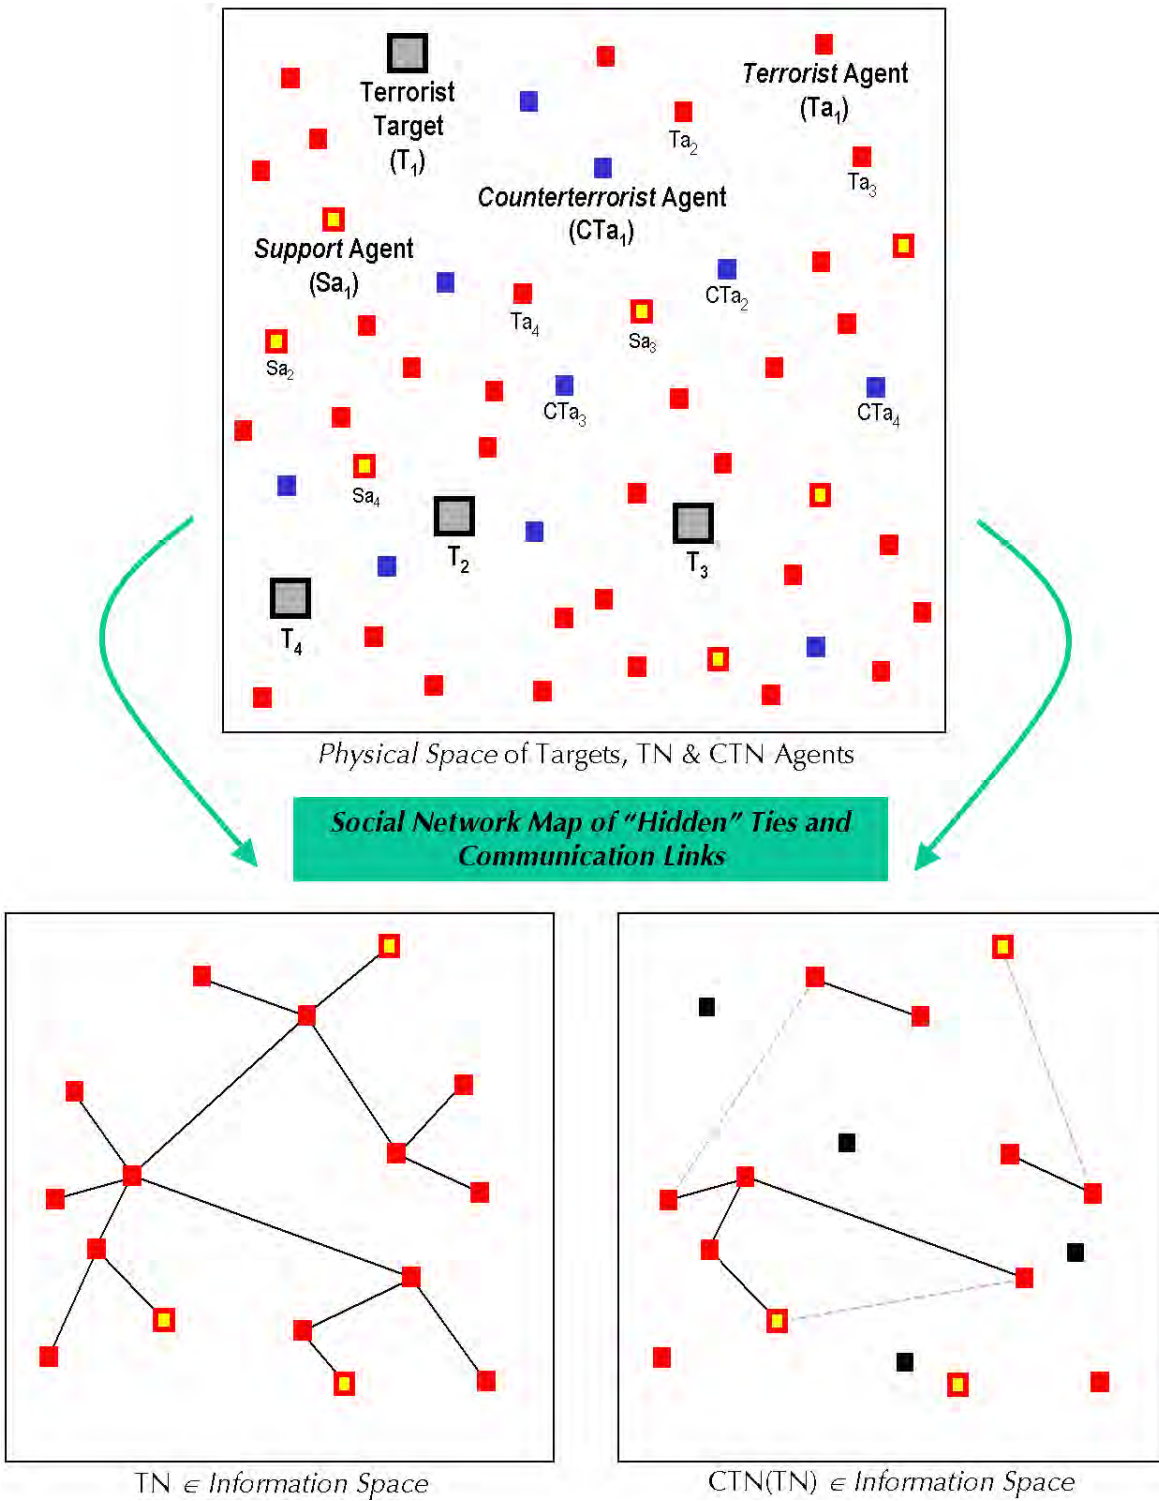 Terrorist
Target
(T₁)
Terrorist Agent
(Ta₁)
Ta₂
Ta₃
Counterterrorist Agent
(CTa₁)
Support Agent
(Sa₁)
CTa₂
Ta₄
Sa₃
Sa₂
CTa₃
CTa₄
Sa₄
T₂
T₃
T₄
Physical Space of Targets, TN & CTN Agents
Social Network Map of “Hidden” Ties and
Communication Links
TN ∈ Information Space
CTN(TN) ∈ Information Space